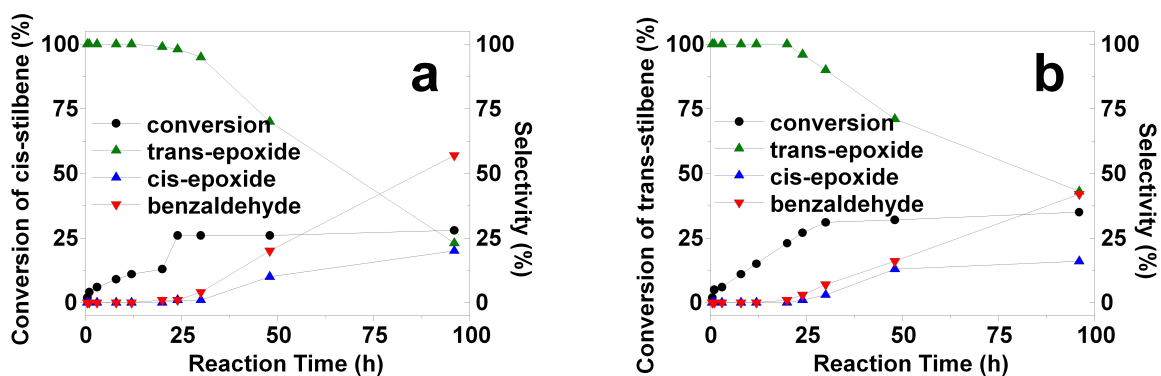 a
Conversion of cis-stilbene (%)
100
75
50
25
0
conversion
trans-epoxide
cis-epoxide
benzaldehyde
100
75
50
25
0
Selectivity (%)
0 25 50 75 100
Reaction Time (h)
b
Conversion of trans-stilbene (%)
100
75
50
25
0
conversion
trans-epoxide
cis-epoxide
benzaldehyde
100
75
50
25
0
Selectivity (%)
0 25 50 75 100
Reaction Time (h)